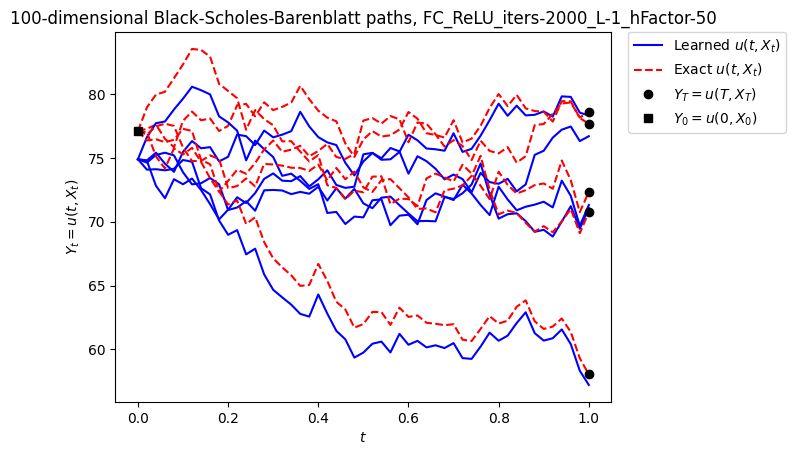 100-dimensional Black-Scholes-Barenblatt paths, FC_ReLU_iters-2000_L-1_hFactor-50
Learned u(t, X_t)
Exact u(t, X_t)
Y_T = u(T, X_T)
Y_0 = u(0, X_0)
Y_t = u(t, X_t)
80
75
70
65
60
0.0 0.2 0.4 0.6 0.8 1.0
t